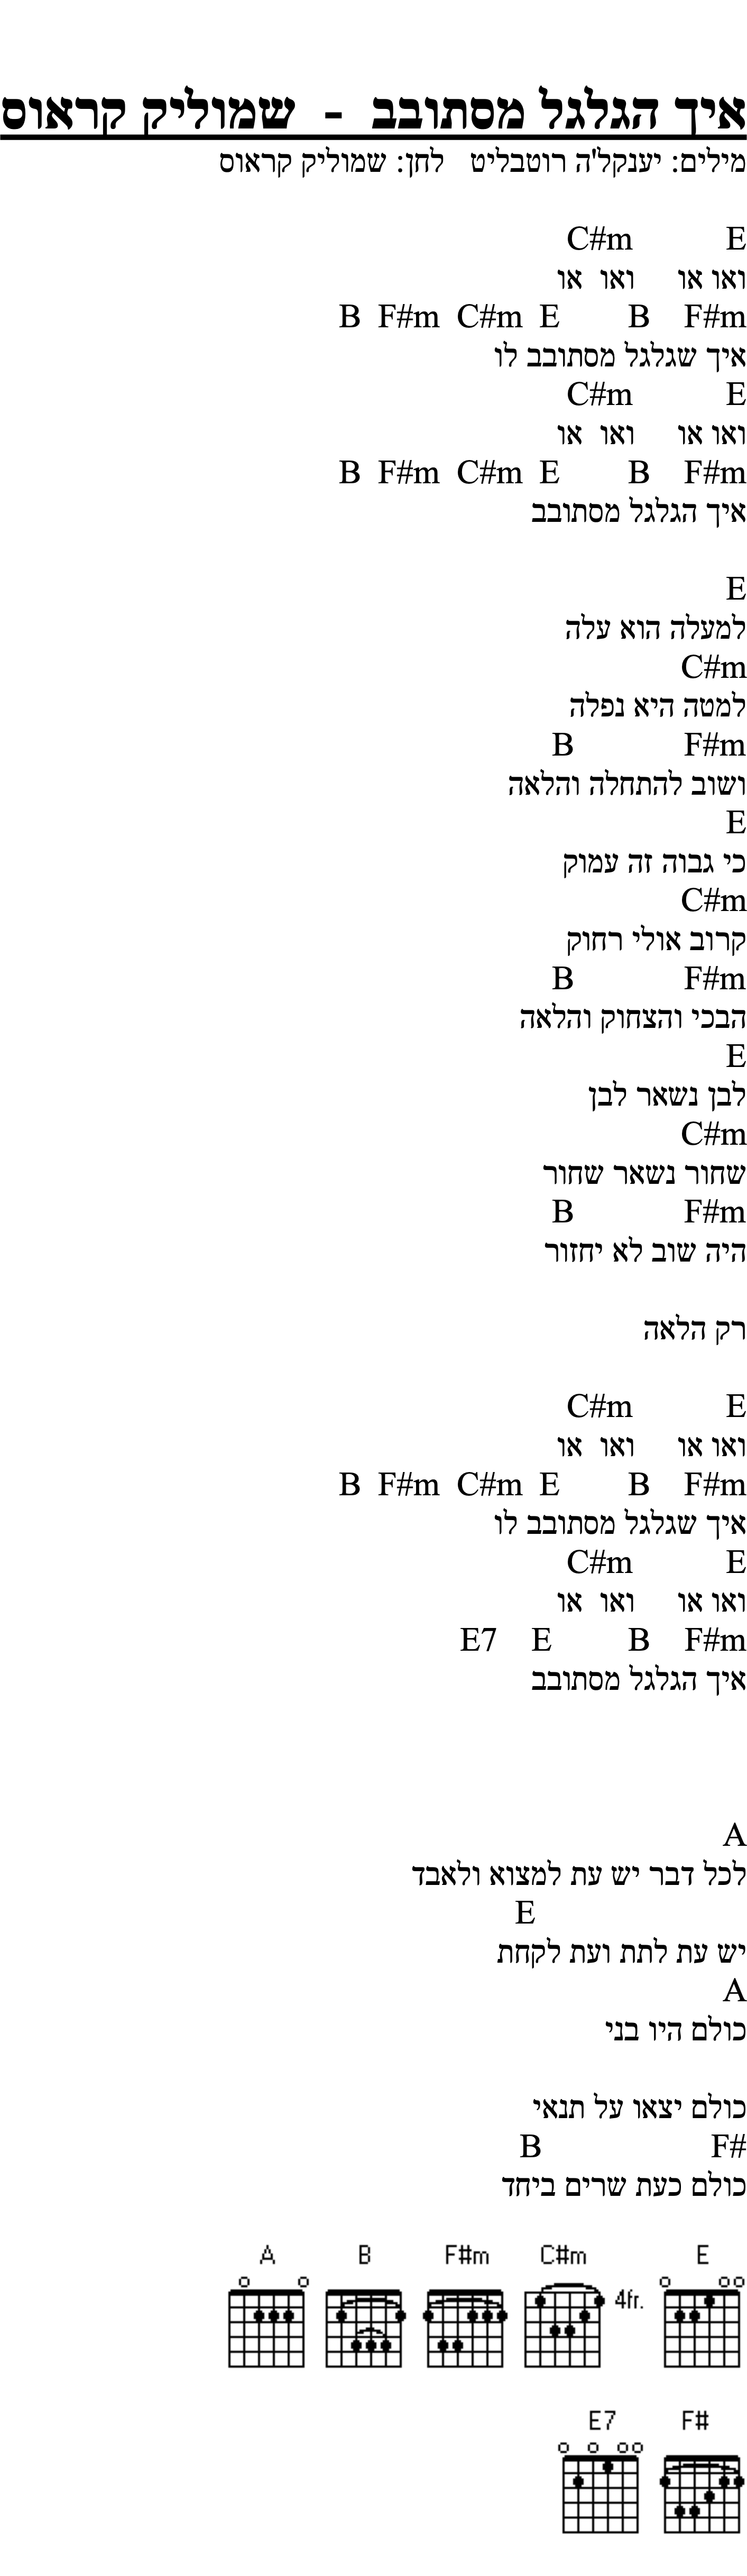 איך הגלגל מסתובב - שמוליק קראוס
מילים: יענקל'ה רוטבליט   לחן: שמוליק קראוס
E C#m
ואו או   ואו או
F#m B E C#m F#m B
איך שגלגל מסתובב לו
E C#m
ואו או   ואו או
F#m B E C#m F#m B
איך הגלגל מסתובב
E
למעלה הוא עלה
C#m
למטה היא נפלה
F#m B
ושוב להתחלה והלאה
E
כי גבוה זה עמוק
C#m
קרוב אולי רחוק
F#m B
הבכי והצחוק והלאה
E
לבן נשאר לבן
C#m
שחור נשאר שחור
F#m B
היה שוב לא יחזור
רק הלאה
E C#m
ואו או   ואו או
F#m B E C#m F#m B
איך שגלגל מסתובב לו
E C#m
ואו או   ואו או
F#m B E E7
איך הגלגל מסתובב
A
לכל דבר יש עת למצוא ולאבד
E
יש עת לתת ועת לקחת
A
כולם היו בני
כולם יצאו על תנאי
F# B
כולם כעת שרים ביחד
A B F#m C#m E
4fr.
E7 F#